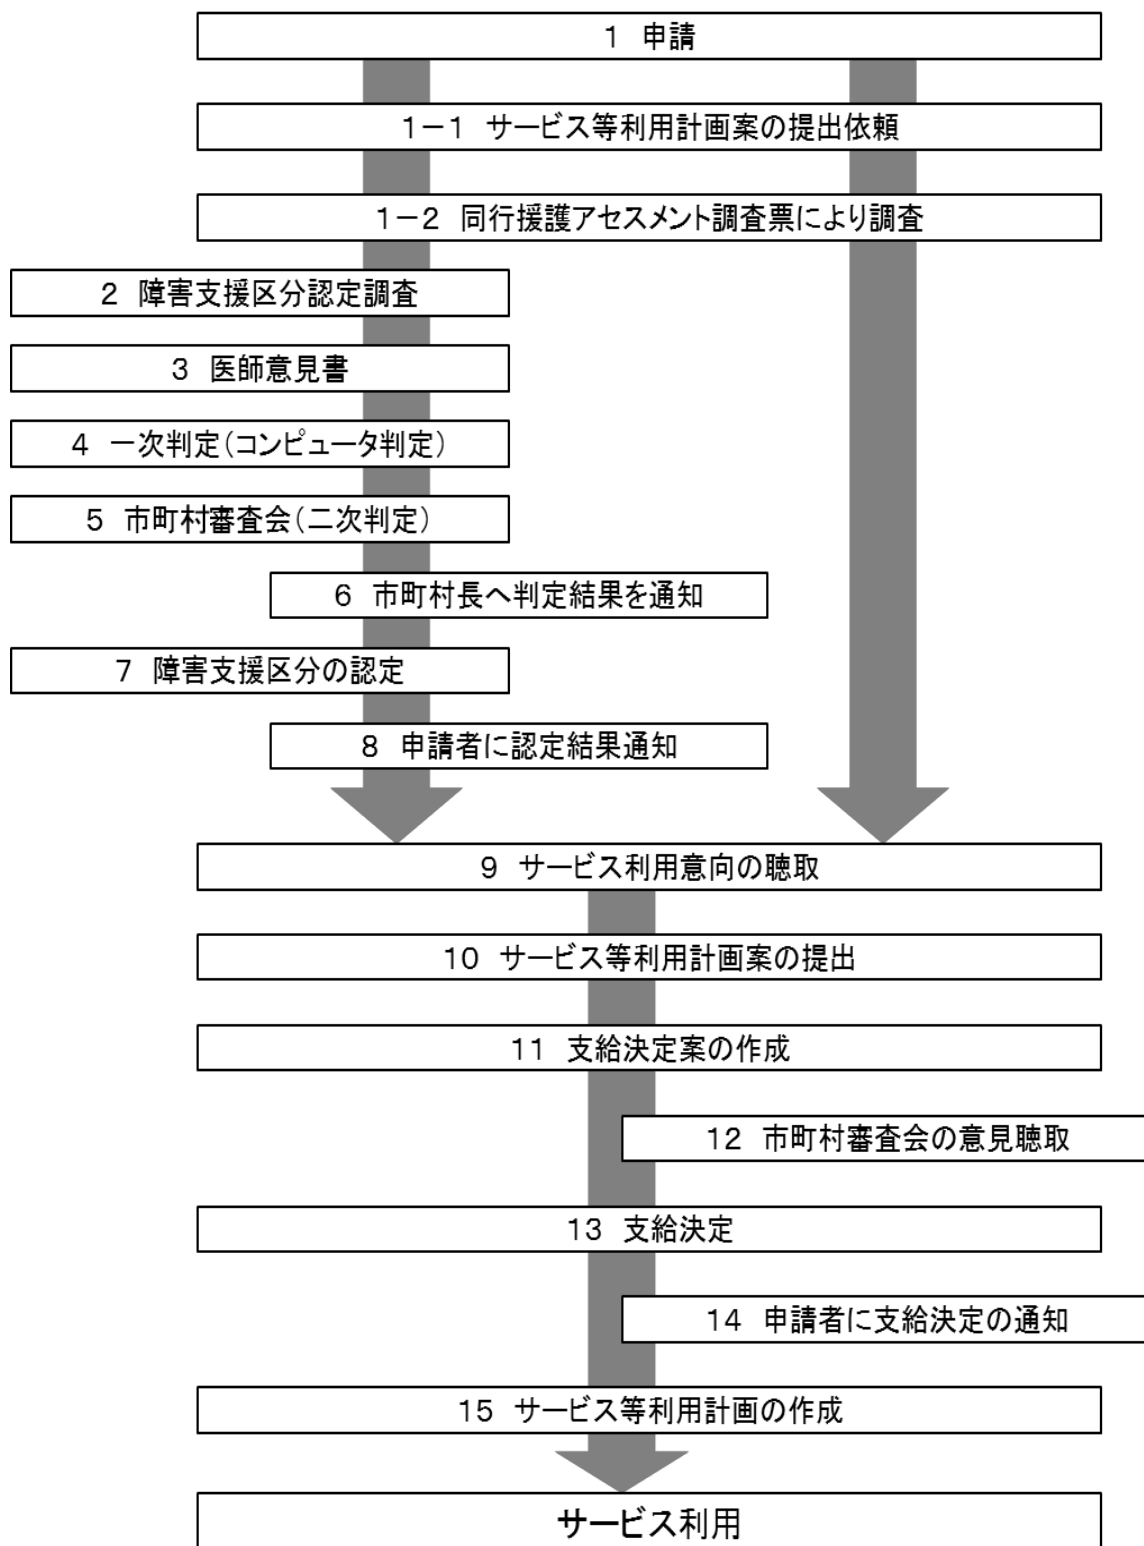 1 申請
1-1 サービス等利用計画案の提出依頼
1-2 同行援護アセスメント調査票により調査
2 障害支援区分認定調査
3 医師意見書
4 一次判定(コンピュータ判定)
5 市町村審査会(二次判定)
6 市町村長へ判定結果を通知
7 障害支援区分の認定
8 申請者に認定結果通知
9 サービス利用意向の聴取
10 サービス等利用計画案の提出
11 支給決定案の作成
12 市町村審査会の意見聴取
13 支給決定
14 申請者に支給決定の通知
15 サービス等利用計画の作成
サービス利用